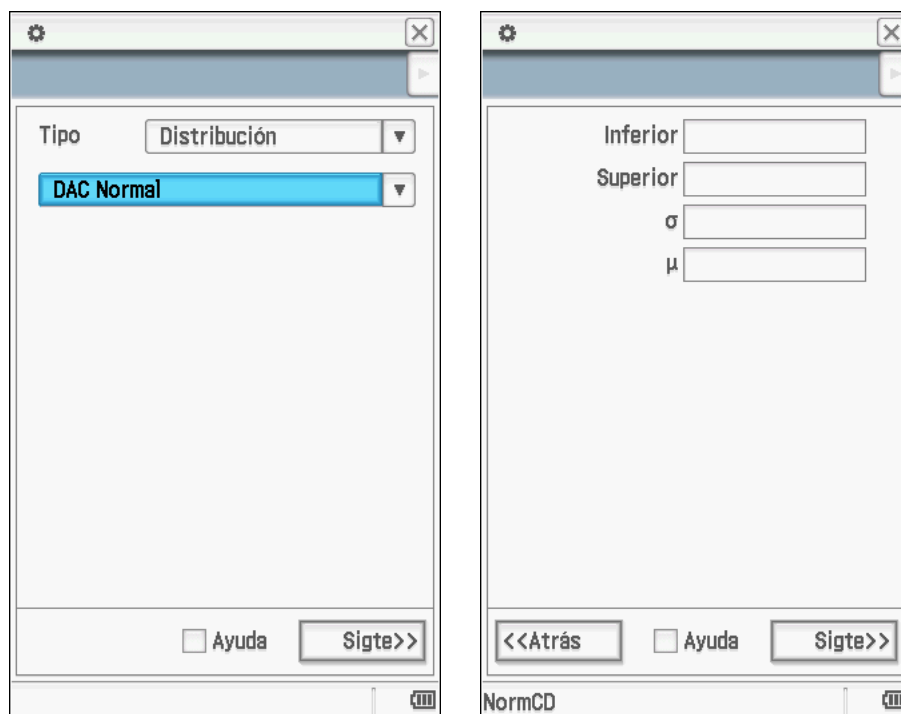 Tipo Distribución
DAC Normal
Ayuda Sigte>>
Inferior
Superior
σ
μ
<<Atrás Ayuda Sigte>>
NormCD